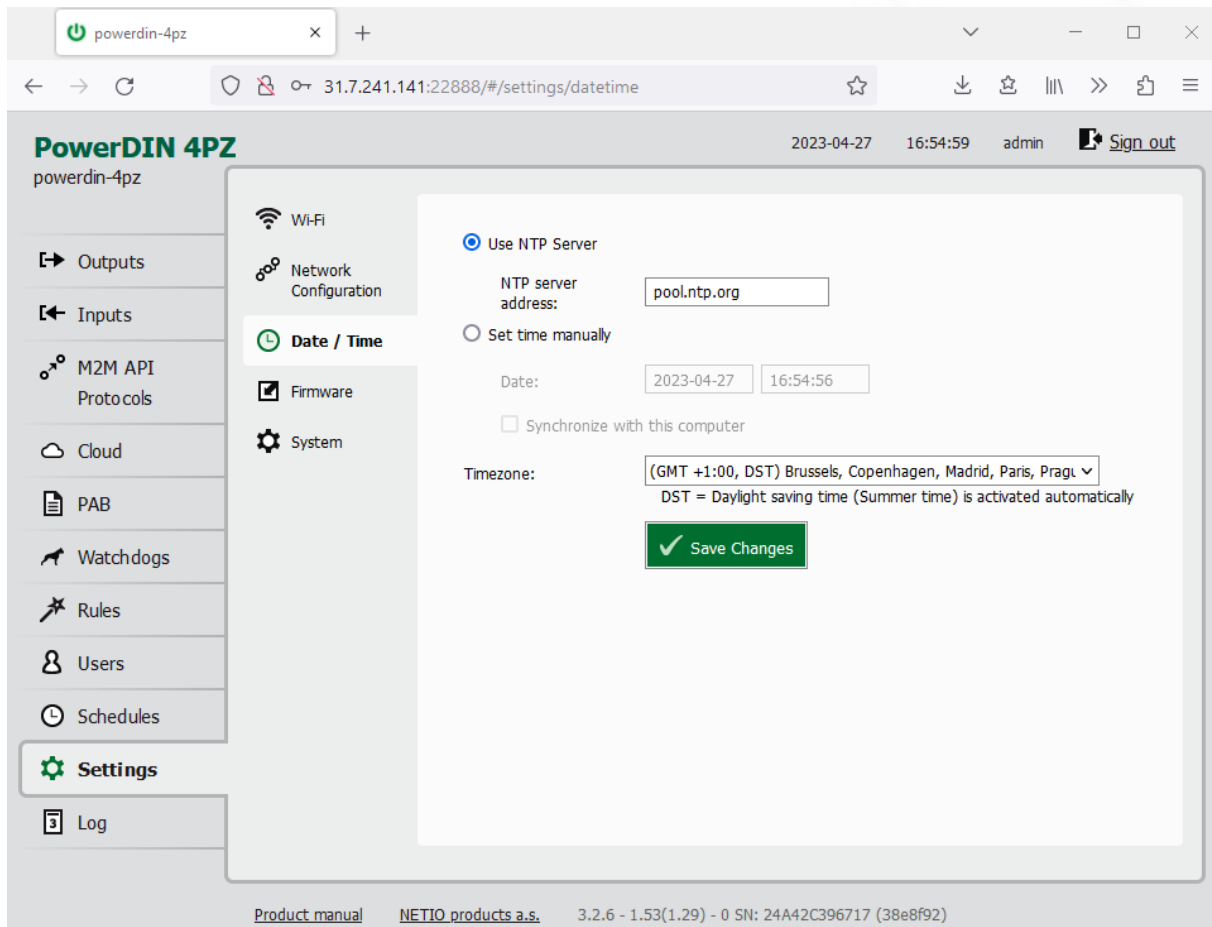 powerdin-4pz
31.7.241.141:22888/#/settings/datetime
PowerDIN 4PZ
2023-04-27 16:54:59 admin Sign out
powerdin-4pz
Outputs
Inputs
M2M API
Protocols
Cloud
PAB
Watchdogs
Rules
Users
Schedules
Settings
3 Log
Wi-Fi
Network
Configuration
Date / Time
Firmware
System
Use NTP Server
NTP server
address:
pool.ntp.org
Set time manually
Date: 2023-04-27 16:54:56
Synchronize with this computer
Timezone: (GMT +1:00, DST) Brussels, Copenhagen, Madrid, Paris, Pragu
DST = Daylight saving time (Summer time) is activated automatically
Save Changes
Product manual NETIO products a.s. 3.2.6 - 1.53(1.29) - 0 SN: 24A42C396717 (38e8f92)